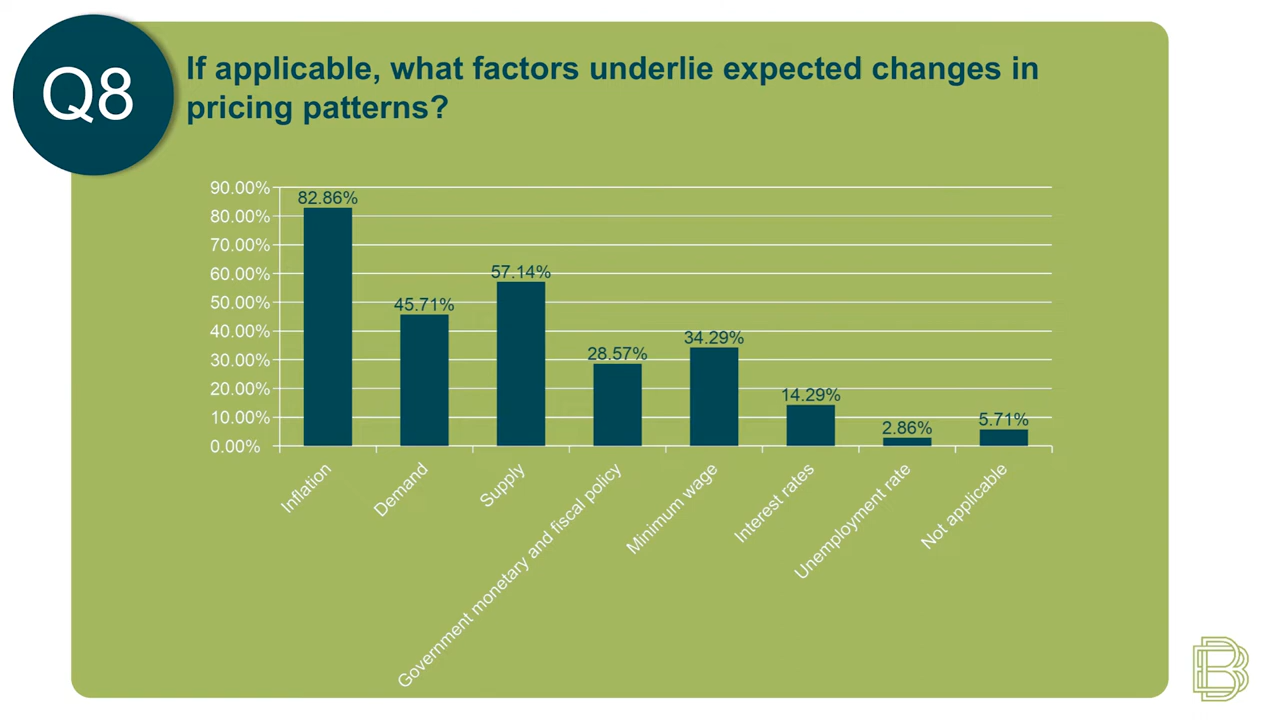 Q8
If applicable, what factors underlie expected changes in
pricing patterns?
90.00%
80.00%
70.00%
60.00%
50.00%
40.00%
30.00%
20.00%
10.00%
0.00%
82.86%
45.71%
57.14%
28.57%
34.29%
14.29%
2.86%
5.71%
Inflation
Demand
Supply
Government monetary and fiscal policy
Minimum wage
Interest rates
Unemployment rate
Not applicable
B